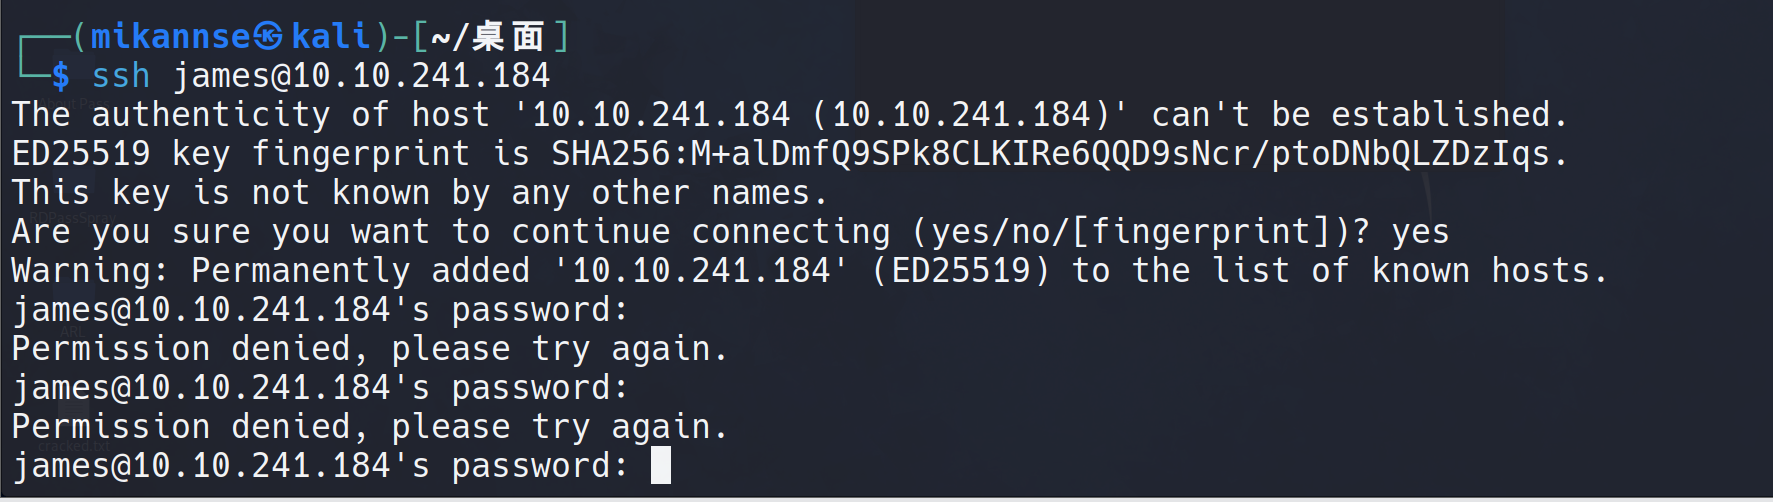 ┌──(mikannse㉿kali)-[~/桌面]
└─$ ssh james@10.10.241.184
The authenticity of host '10.10.241.184 (10.10.241.184)' can't be established.
ED25519 key fingerprint is SHA256:M+alDmfQ9SPk8CLKIRe6QQD9sNcr/ptoDNbQLZDzIqs.
This key is not known by any other names.
Are you sure you want to continue connecting (yes/no/[fingerprint])? yes
Warning: Permanently added '10.10.241.184' (ED25519) to the list of known hosts.
james@10.10.241.184's password:
Permission denied, please try again.
james@10.10.241.184's password:
Permission denied, please try again.
james@10.10.241.184's password: